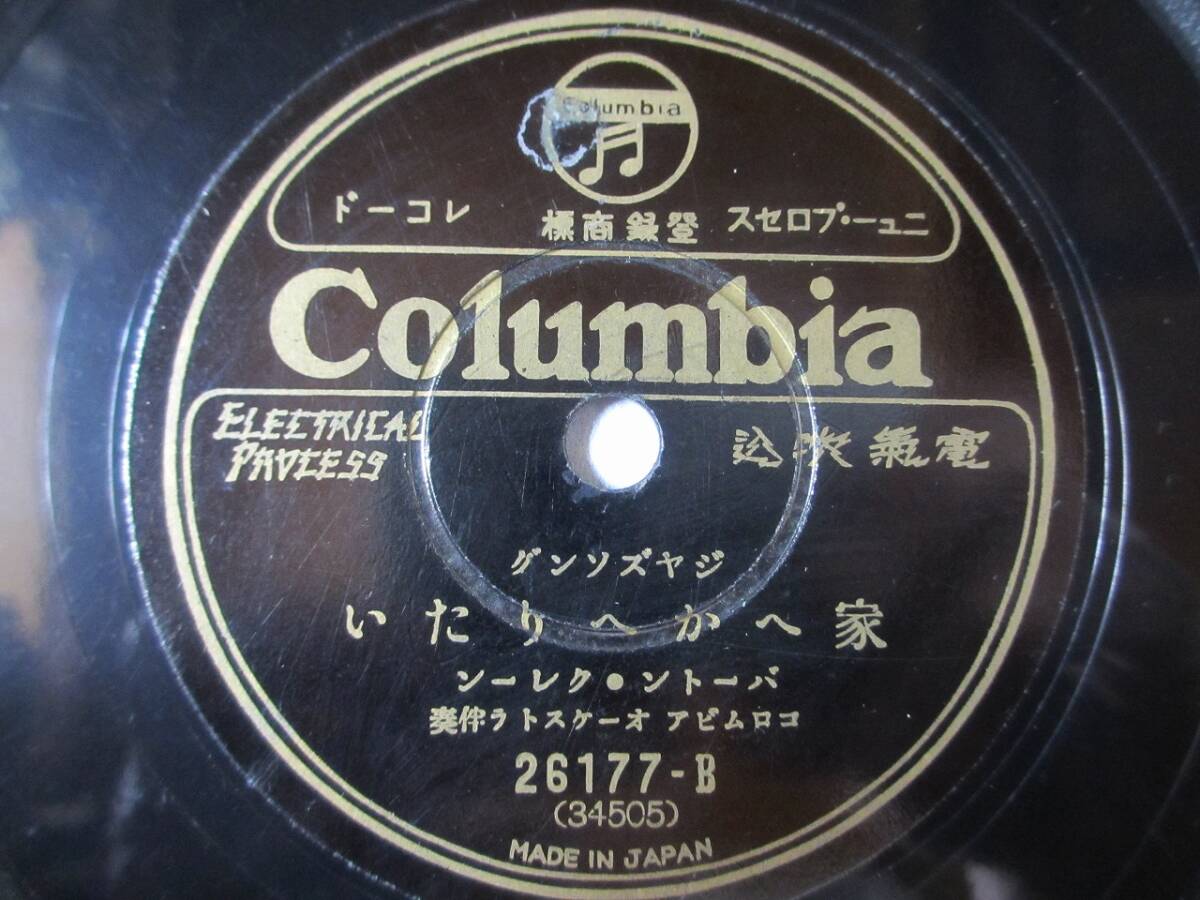 Columbia
ニュー・プロセス 登録商標 レコード
Columbia
ELECTRICAL
PROCESS
電氣吹込
ジヤズソング
家へかへりたい
バートン・クレーン
コロムビア オーケストラ伴奏
26177-B
(34505)
MADE IN JAPAN